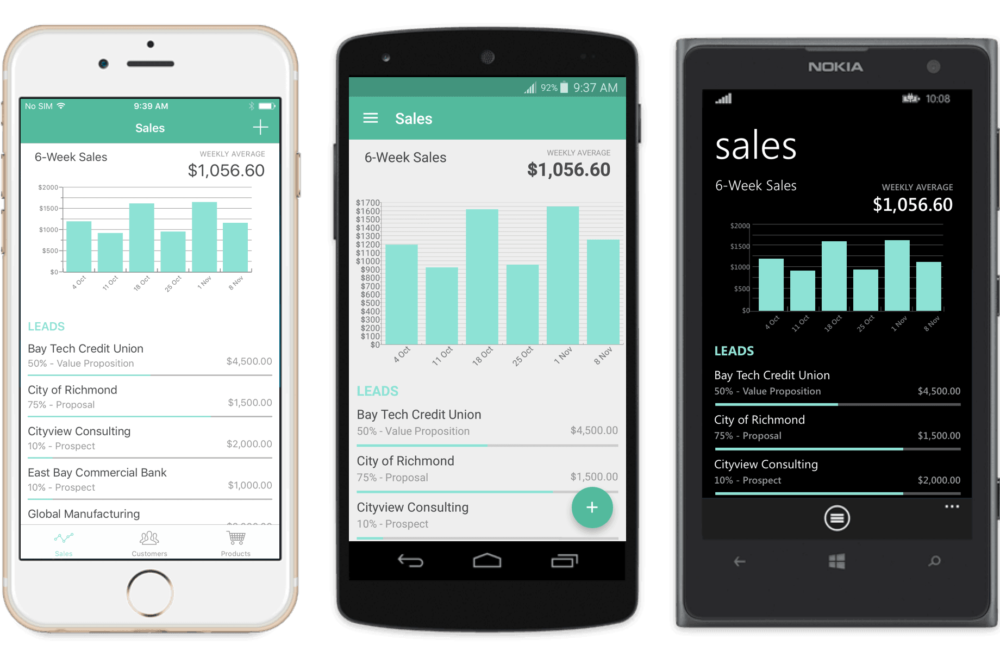 No SIM 9:39 AM
Sales
6-Week Sales
WEEKLY AVERAGE
$1,056.60
$2000
$1500
$1000
$500
$0
4 Oct 11 Oct 18 Oct 25 Oct 1 Nov 8 Nov
LEADS
Bay Tech Credit Union
50% - Value Proposition $4,500.00
City of Richmond
75% - Proposal $1,500.00
Cityview Consulting
10% - Prospect $2,000.00
East Bay Commercial Bank
10% - Prospect $1,000.00
Global Manufacturing
Sales Customers Products
92% 9:37 AM
Sales
6-Week Sales
WEEKLY AVERAGE
$1,056.60
$1700
$1600
$1500
$1400
$1300
$1200
$1100
$1000
$900
$800
$700
$600
$500
$400
$300
$200
$100
$0
4 Oct 11 Oct 18 Oct 25 Oct 1 Nov 8 Nov
LEADS
Bay Tech Credit Union
50% - Value Proposition $4,500.00
City of Richmond
75% - Proposal $1,500.00
Cityview Consulting
10% - Prospect
NOKIA
10:08
sales
6-Week Sales
WEEKLY AVERAGE
$1,056.60
$2000
$1500
$1000
$500
$0
4 Oct 11 Oct 18 Oct 25 Oct 1 Nov 8 Nov
LEADS
Bay Tech Credit Union
50% - Value Proposition $4,500.00
City of Richmond
75% - Proposal $1,500.00
Cityview Consulting
10% - Prospect $2,000.00